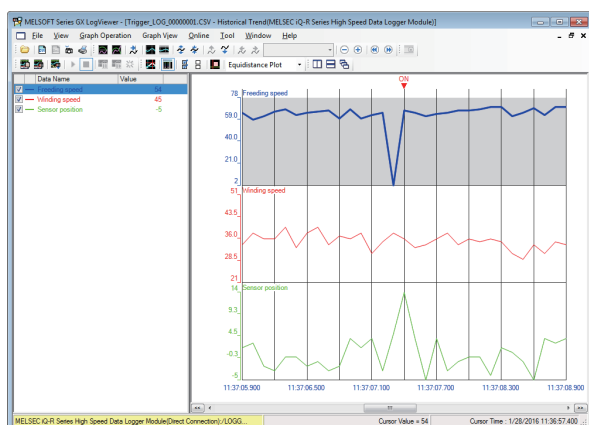 MELSOFT Series GX LogViewer - [Trigger_LOG_00000001.CSV - Historical Trend(MELSEC iQ-R Series High Speed Data Logger Module)]
File View Graph Operation Graph View Online Tool Window Help
Equidistance Plot
Data Name Value
Freeding speed 54
Winding speed 45
Sensor position -5
ON
78 Freeding speed
59.0
40.0
21.0
2
51 Winding speed
43.5
36.0
28.5
21
14 Sensor position
9.3
4.5
-0.3
-5
11:37:05.900 11:37:06.500 11:37:07.100 11:37:07.700 11:37:08.300 11:37:08.900
MELSEC iQ-R Series High Speed Data Logger Module(Direct Connection):/LOGG... Cursor Value = 54 Cursor Time : 1/28/2016 11:36:57.400